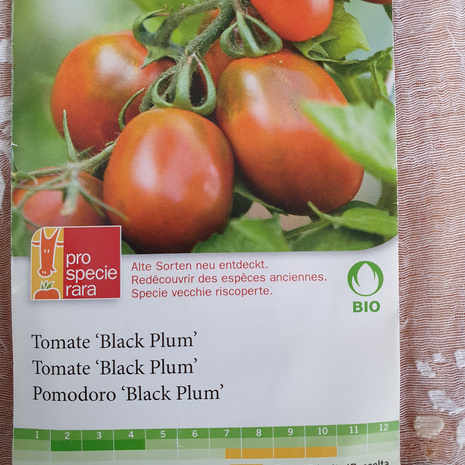 pro
specie
rara
Alte Sorten neu entdeckt.
Redécouvrir des espèces anciennes.
Specie vecchie riscoperte.
BIO
Tomate ‘Black Plum’
Tomate ‘Black Plum’
Pomodoro ‘Black Plum’
1 2 3 4 5 6 7 8 9 10 11 12